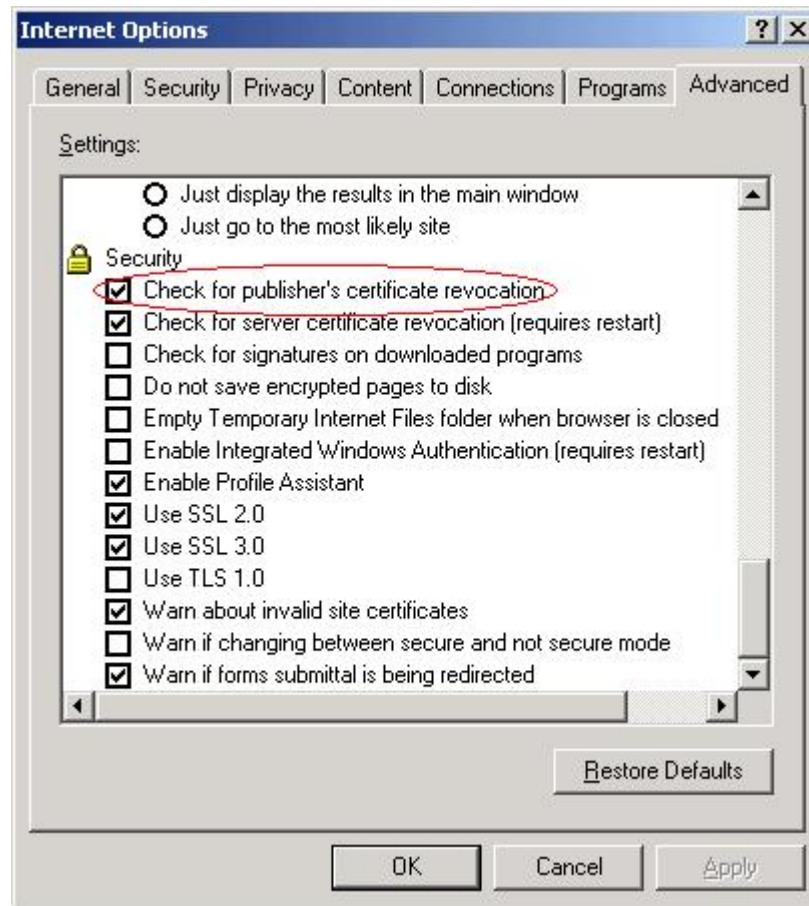 Internet Options
General Security Privacy Content Connections Programs Advanced
Settings:
Just display the results in the main window
Just go to the most likely site
Security
Check for publisher's certificate revocation
Check for server certificate revocation (requires restart)
Check for signatures on downloaded programs
Do not save encrypted pages to disk
Empty Temporary Internet Files folder when browser is closed
Enable Integrated Windows Authentication (requires restart)
Enable Profile Assistant
Use SSL 2.0
Use SSL 3.0
Use TLS 1.0
Warn about invalid site certificates
Warn if changing between secure and not secure mode
Warn if forms submittal is being redirected
Restore Defaults
OK Cancel Apply